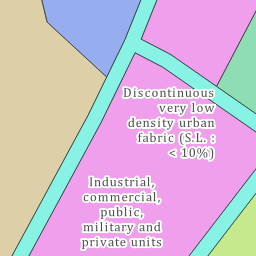 Discontinuous
very low
density urban
fabric (S.L. :
< 10%)
Industrial,
commercial,
public,
military and
private units